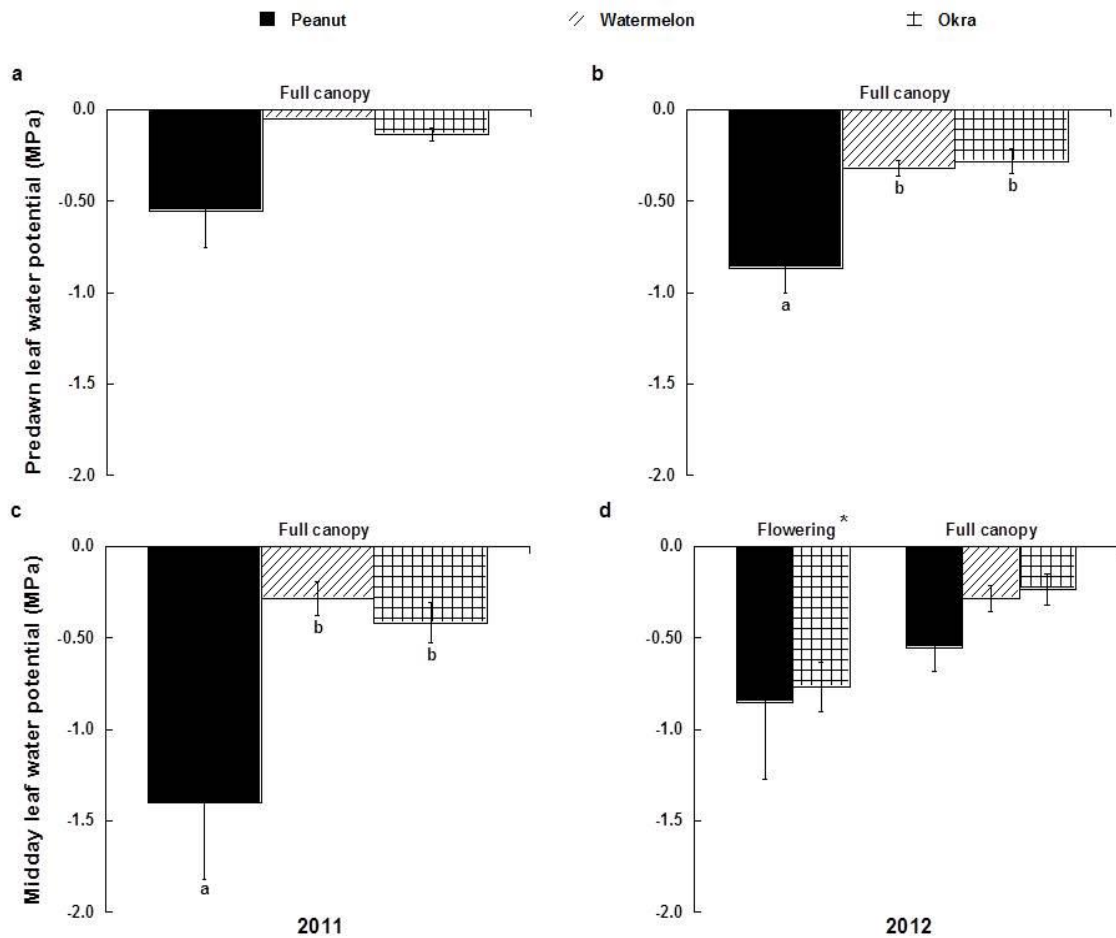 Peanut Watermelon Okra
a
b
Full canopy
Full canopy
Predawn leaf water potential (MPa)
0.0
-0.50
-1.0
-1.5
-2.0
b
b
a
0.0
-0.50
-1.0
-1.5
-2.0
c
d
Full canopy
Flowering *
Full canopy
Midday leaf water potential (MPa)
0.0
-0.50
-1.0
-1.5
-2.0
b
b
a
0.0
-0.50
-1.0
-1.5
-2.0
2011
2012